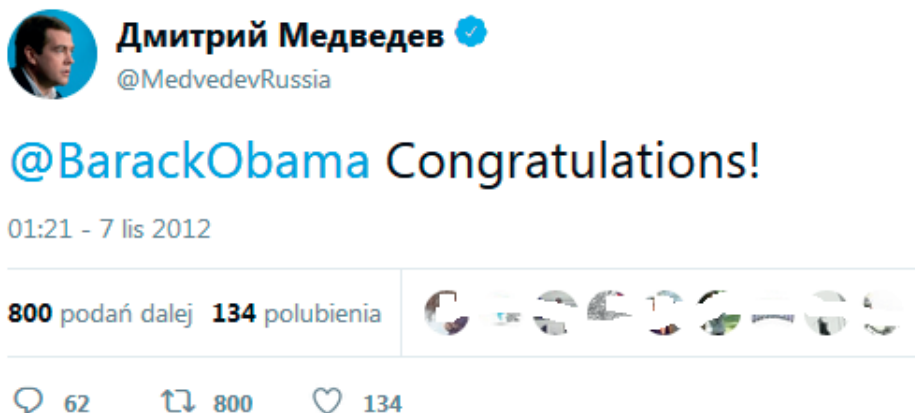 Дмитрий Медведев
@MedvedevRussia
@BarackObama Congratulations!
01:21 - 7 lis 2012
800 podań dalej 134 polubienia
62 800 134